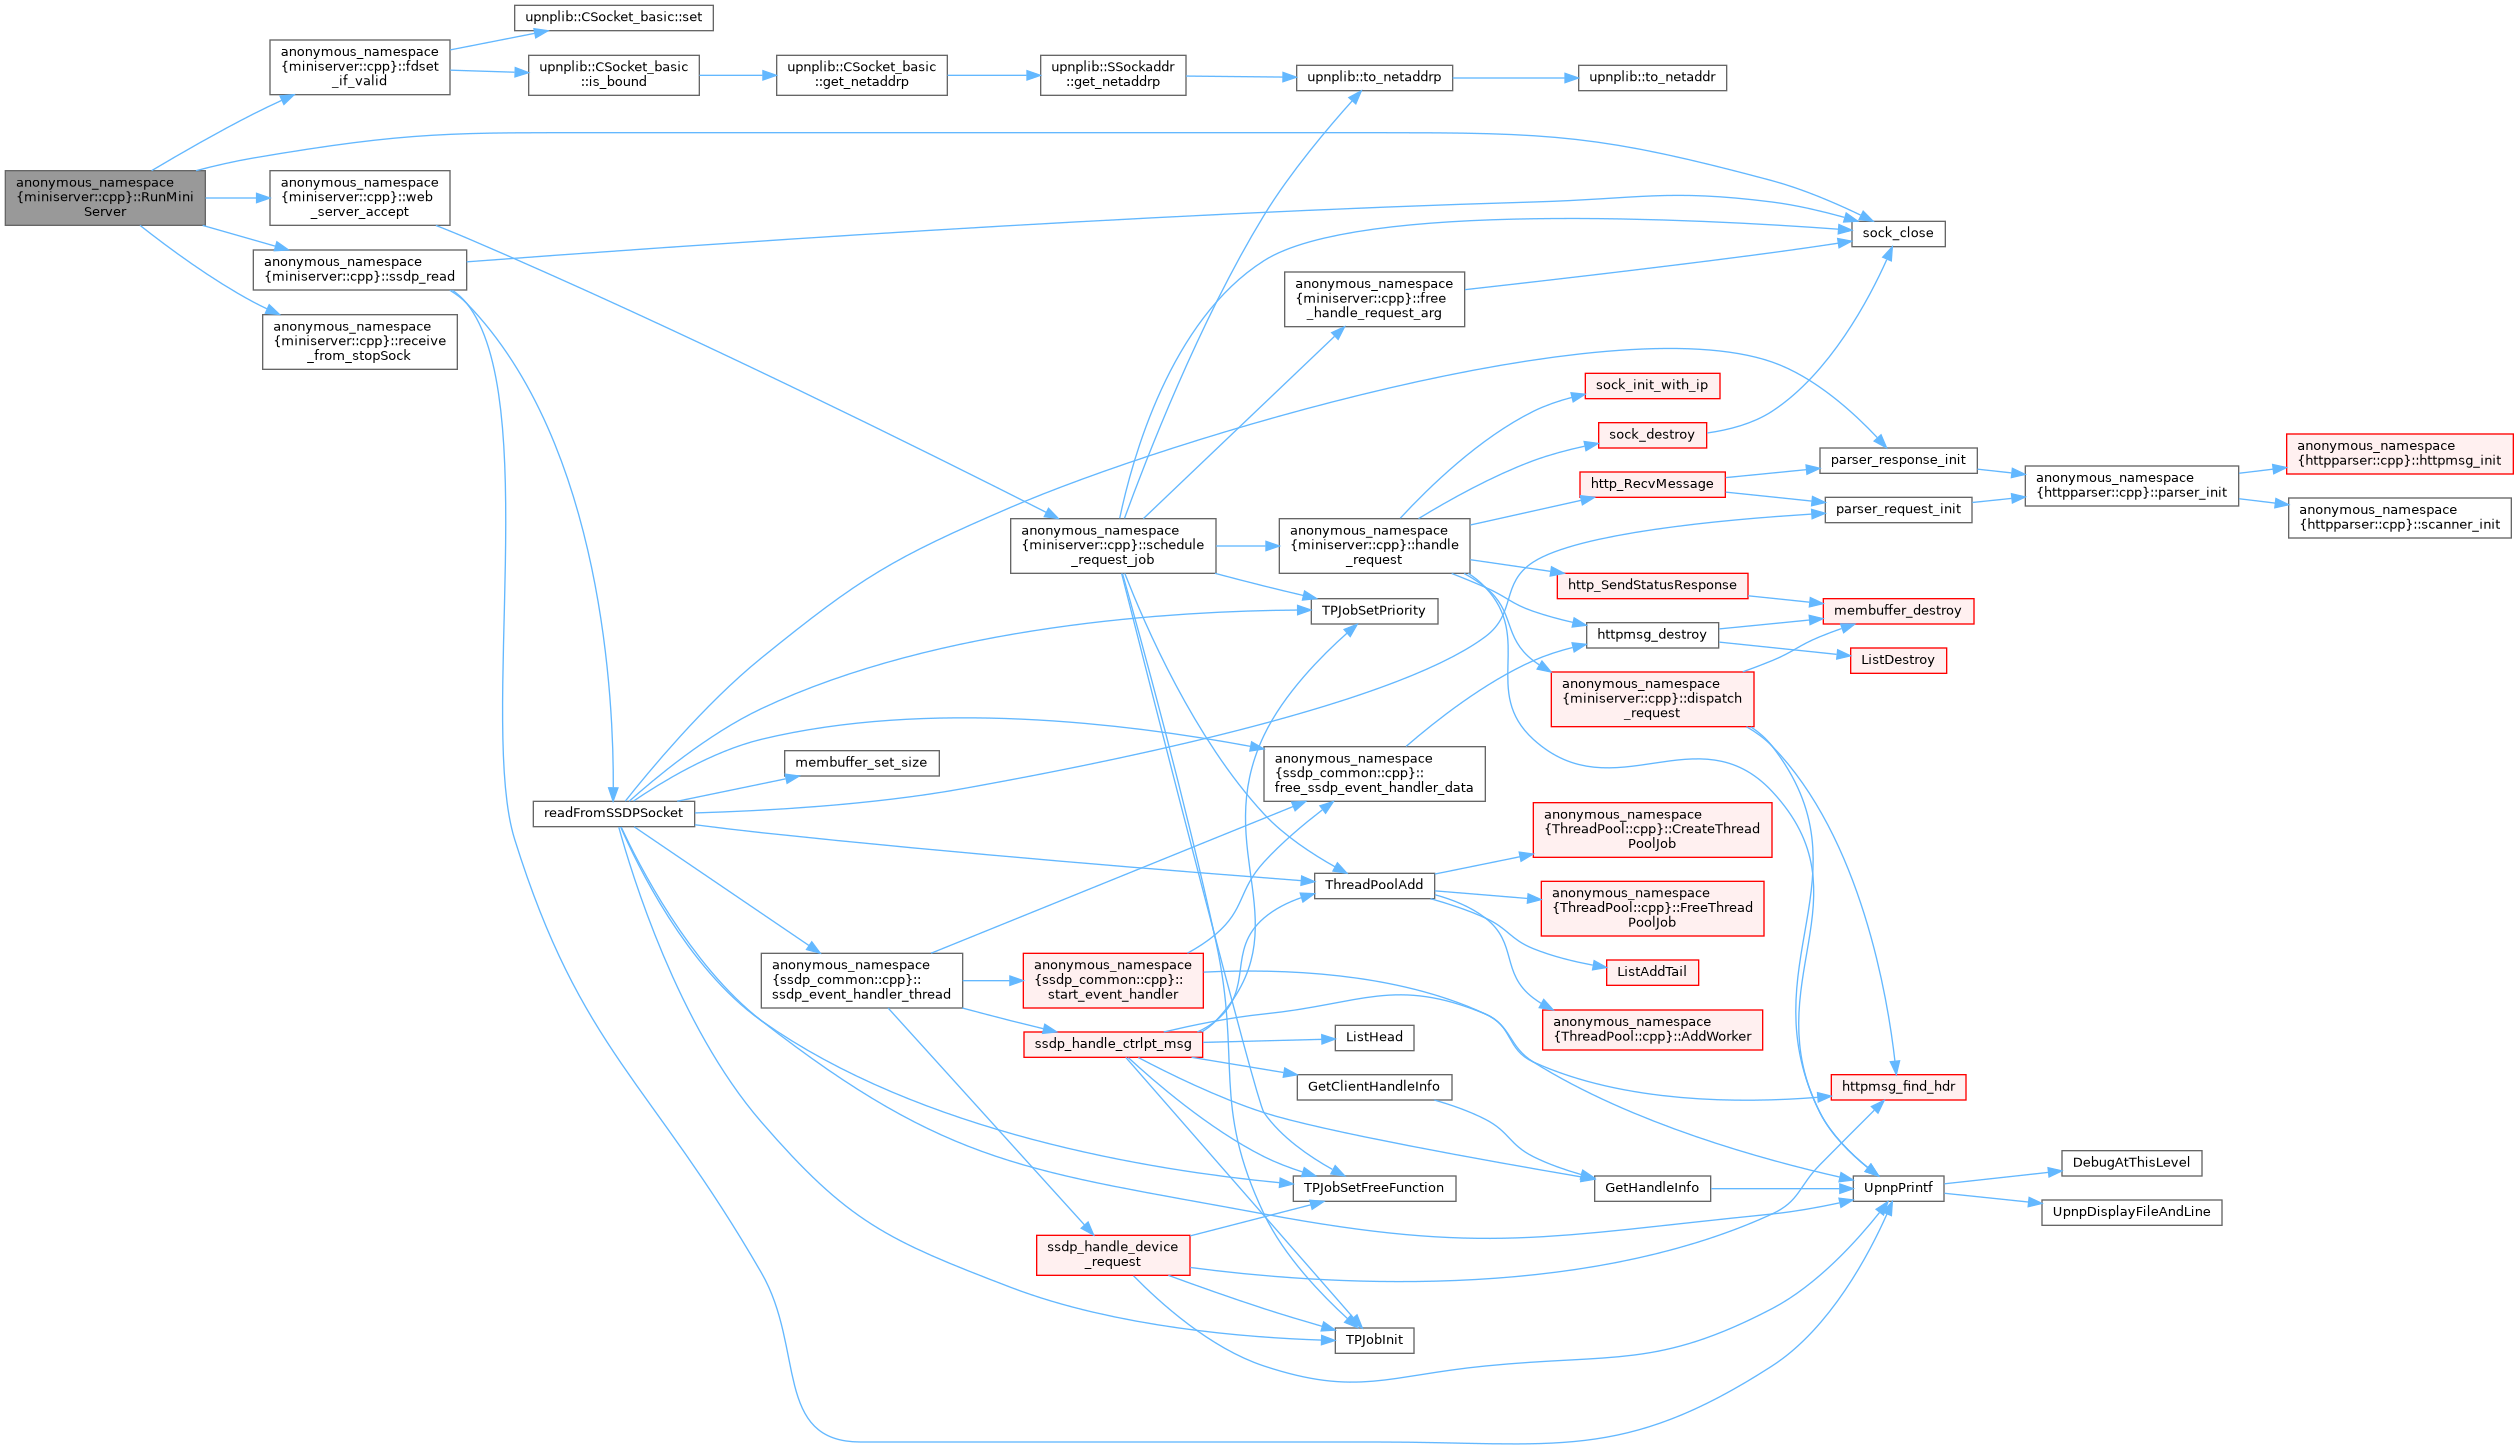 upnplib::CSocket_basic::set
anonymous_namespace
{miniserver::cpp}::fdset
_if_valid
upnplib::CSocket_basic
::is_bound
upnplib::CSocket_basic
::get_netaddrp
upnplib::SSockaddr
::get_netaddrp
upnplib::to_netaddrp
upnplib::to_netaddr
anonymous_namespace
{miniserver::cpp}::RunMini
Server
anonymous_namespace
{miniserver::cpp}::web
_server_accept
sock_close
anonymous_namespace
{miniserver::cpp}::ssdp_read
anonymous_namespace
{miniserver::cpp}::free
_handle_request_arg
anonymous_namespace
{miniserver::cpp}::receive
_from_stopSock
sock_init_with_ip
sock_destroy
parser_response_init
anonymous_namespace
{httpparser::cpp}::httpmsg_init
http_RecvMessage
anonymous_namespace
{httpparser::cpp}::parser_init
parser_request_init
anonymous_namespace
{httpparser::cpp}::scanner_init
anonymous_namespace
{miniserver::cpp}::schedule
_request_job
anonymous_namespace
{miniserver::cpp}::handle
_request
http_SendStatusResponse
TPJobSetPriority
membuffer_destroy
httpmsg_destroy
ListDestroy
anonymous_namespace
{miniserver::cpp}::dispatch
_request
membuffer_set_size
anonymous_namespace
{ssdp_common::cpp}::
free_ssdp_event_handler_data
readFromSSDPSocket
anonymous_namespace
{ThreadPool::cpp}::CreateThread
PoolJob
ThreadPoolAdd
anonymous_namespace
{ThreadPool::cpp}::FreeThread
PoolJob
anonymous_namespace
{ssdp_common::cpp}::
ssdp_event_handler_thread
anonymous_namespace
{ssdp_common::cpp}::
start_event_handler
ListAddTail
anonymous_namespace
{ThreadPool::cpp}::AddWorker
ssdp_handle_ctrlpt_msg
ListHead
GetClientHandleInfo
httpmsg_find_hdr
TPJobSetFreeFunction
GetHandleInfo
UpnpPrintf
DebugAtThisLevel
UpnpDisplayFileAndLine
ssdp_handle_device
_request
TPJobInit